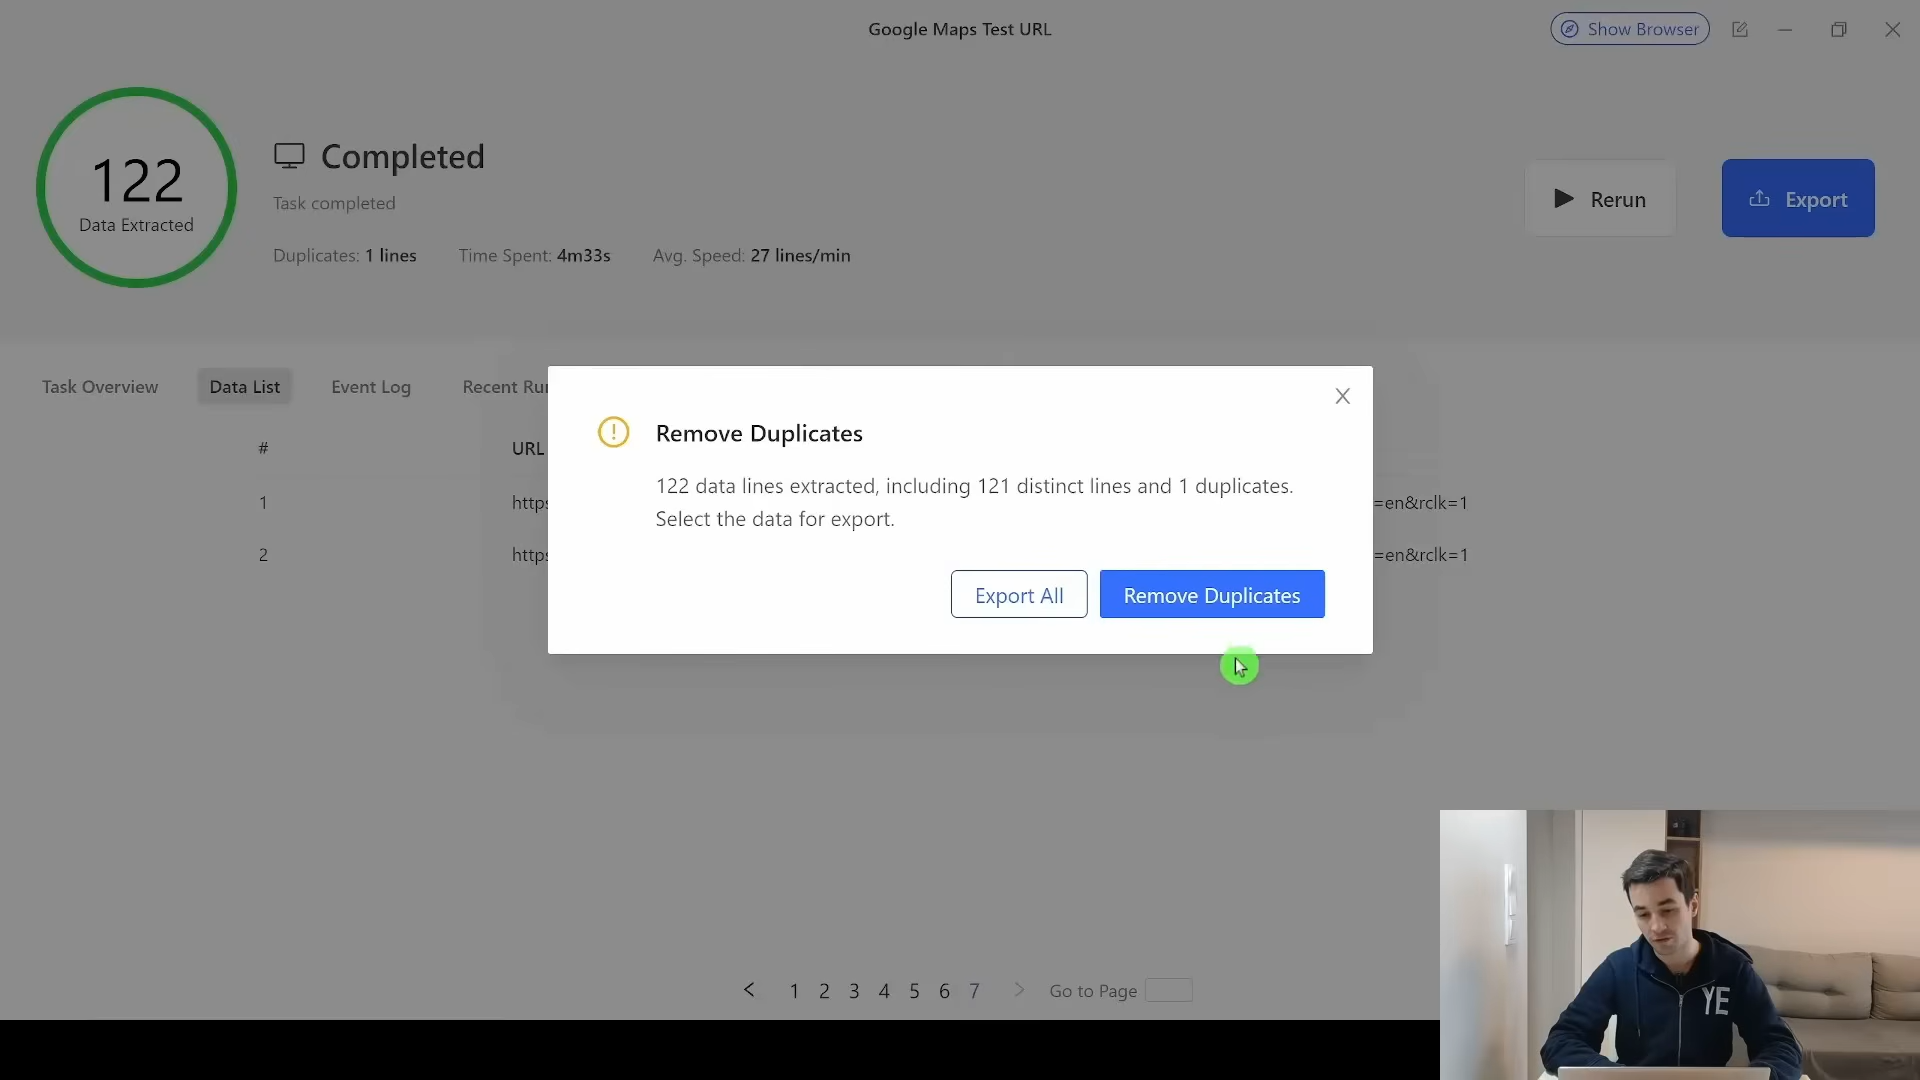 Google Maps Test URL
Show Browser
122
Data Extracted
Completed
Task completed
Duplicates: 1 lines
Time Spent: 4m33s
Avg. Speed: 27 lines/min
Rerun
Export
Task Overview
Data List
Event Log
Recent Ru
#
URL
1
https
=en&rclk=1
2
https
=en&rclk=1
Remove Duplicates
122 data lines extracted, including 121 distinct lines and 1 duplicates.
Select the data for export.
Export All
Remove Duplicates
1 2 3 4 5 6 7
Go to Page
YE